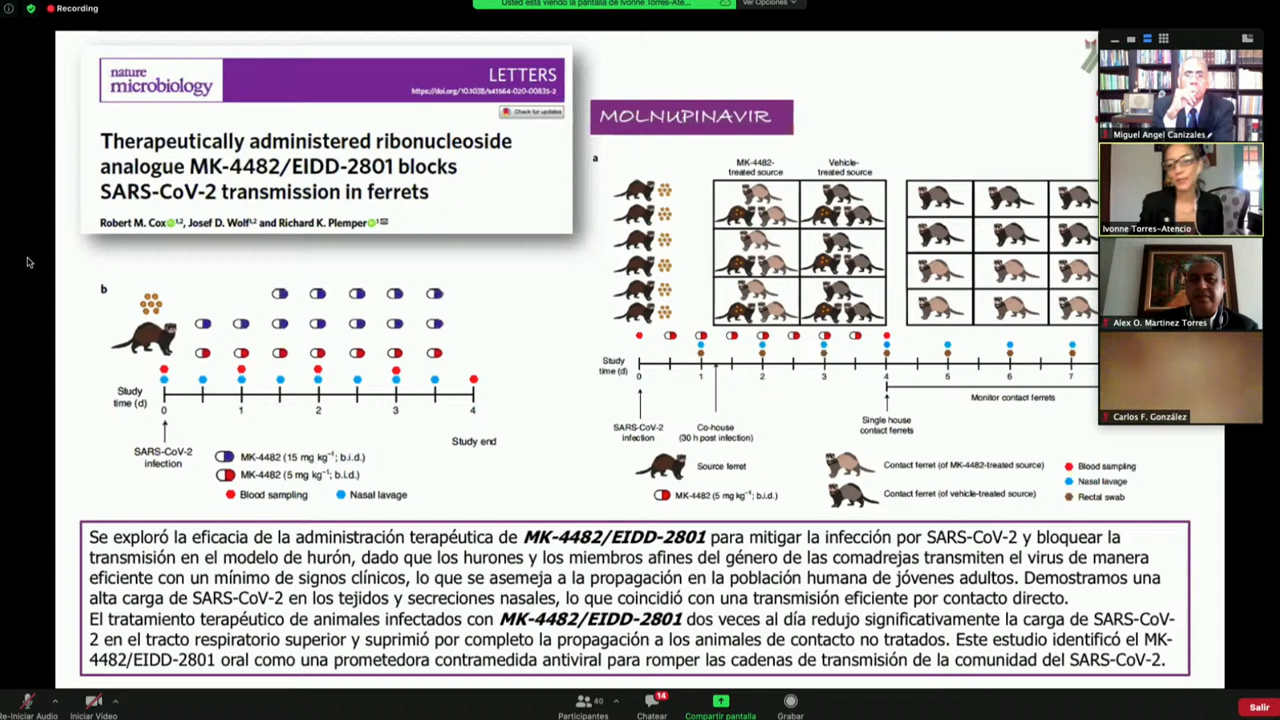 Recording
Usted está viendo la pantalla de Ivonne Torres-Ate...
Ver Opciones
nature microbiology
LETTERS
https://doi.org/10.1038/s41564-020-00835-2
Check for updates
Therapeutically administered ribonucleoside
analogue MK-4482/EIDD-2801 blocks
SARS-CoV-2 transmission in ferrets
Robert M. Cox 1,2, Josef D. Wolf1,2 and Richard K. Plemper 1
MOLNUPINAVIR
a
MK-4482-
treated source
Vehicle-
treated source
Study
time (d)
0 1 2 3 4 5 6 7
SARS-CoV-2
infection
Co-house
(30 h post infection)
Single house
contact ferrets
Monitor contact ferrets
Source ferret
MK-4482 (5 mg kg⁻¹; b.i.d.)
Contact ferret (of MK-4482-treated source)
Contact ferret (of vehicle-treated source)
Blood sampling
Nasal lavage
Rectal swab
b
Study
time (d)
0 1 2 3 4
SARS-CoV-2
infection
Study end
MK-4482 (15 mg kg⁻¹; b.i.d.)
MK-4482 (5 mg kg⁻¹; b.i.d.)
Blood sampling Nasal lavage
Se exploró la eficacia de la administración terapéutica de MK-4482/EIDD-2801 para mitigar la infección por SARS-CoV-2 y bloquear la
transmisión en el modelo de hurón, dado que los hurones y los miembros afines del género de las comadrejas transmiten el virus de manera
eficiente con un mínimo de signos clínicos, lo que se asemeja a la propagación en la población humana de jóvenes adultos. Demostramos una
alta carga de SARS-CoV-2 en los tejidos y secreciones nasales, lo que coincidió con una transmisión eficiente por contacto directo.
El tratamiento terapéutico de animales infectados con MK-4482/EIDD-2801 dos veces al día redujo significativamente la carga de SARS-CoV-
2 en el tracto respiratorio superior y suprimió por completo la propagación a los animales de contacto no tratados. Este estudio identificó el MK-
4482/EIDD-2801 oral como una prometedora contramedida antiviral para romper las cadenas de transmisión de la comunidad del SARS-CoV-2.
Miguel Angel Canizales
Ivonne Torres-Atencio
Alex O. Martinez Torres
Carlos F. González
Re-Iniciar Audio
Iniciar Video
40
Participantes
14
Chatear
Compartir pantalla
Grabar
Salir